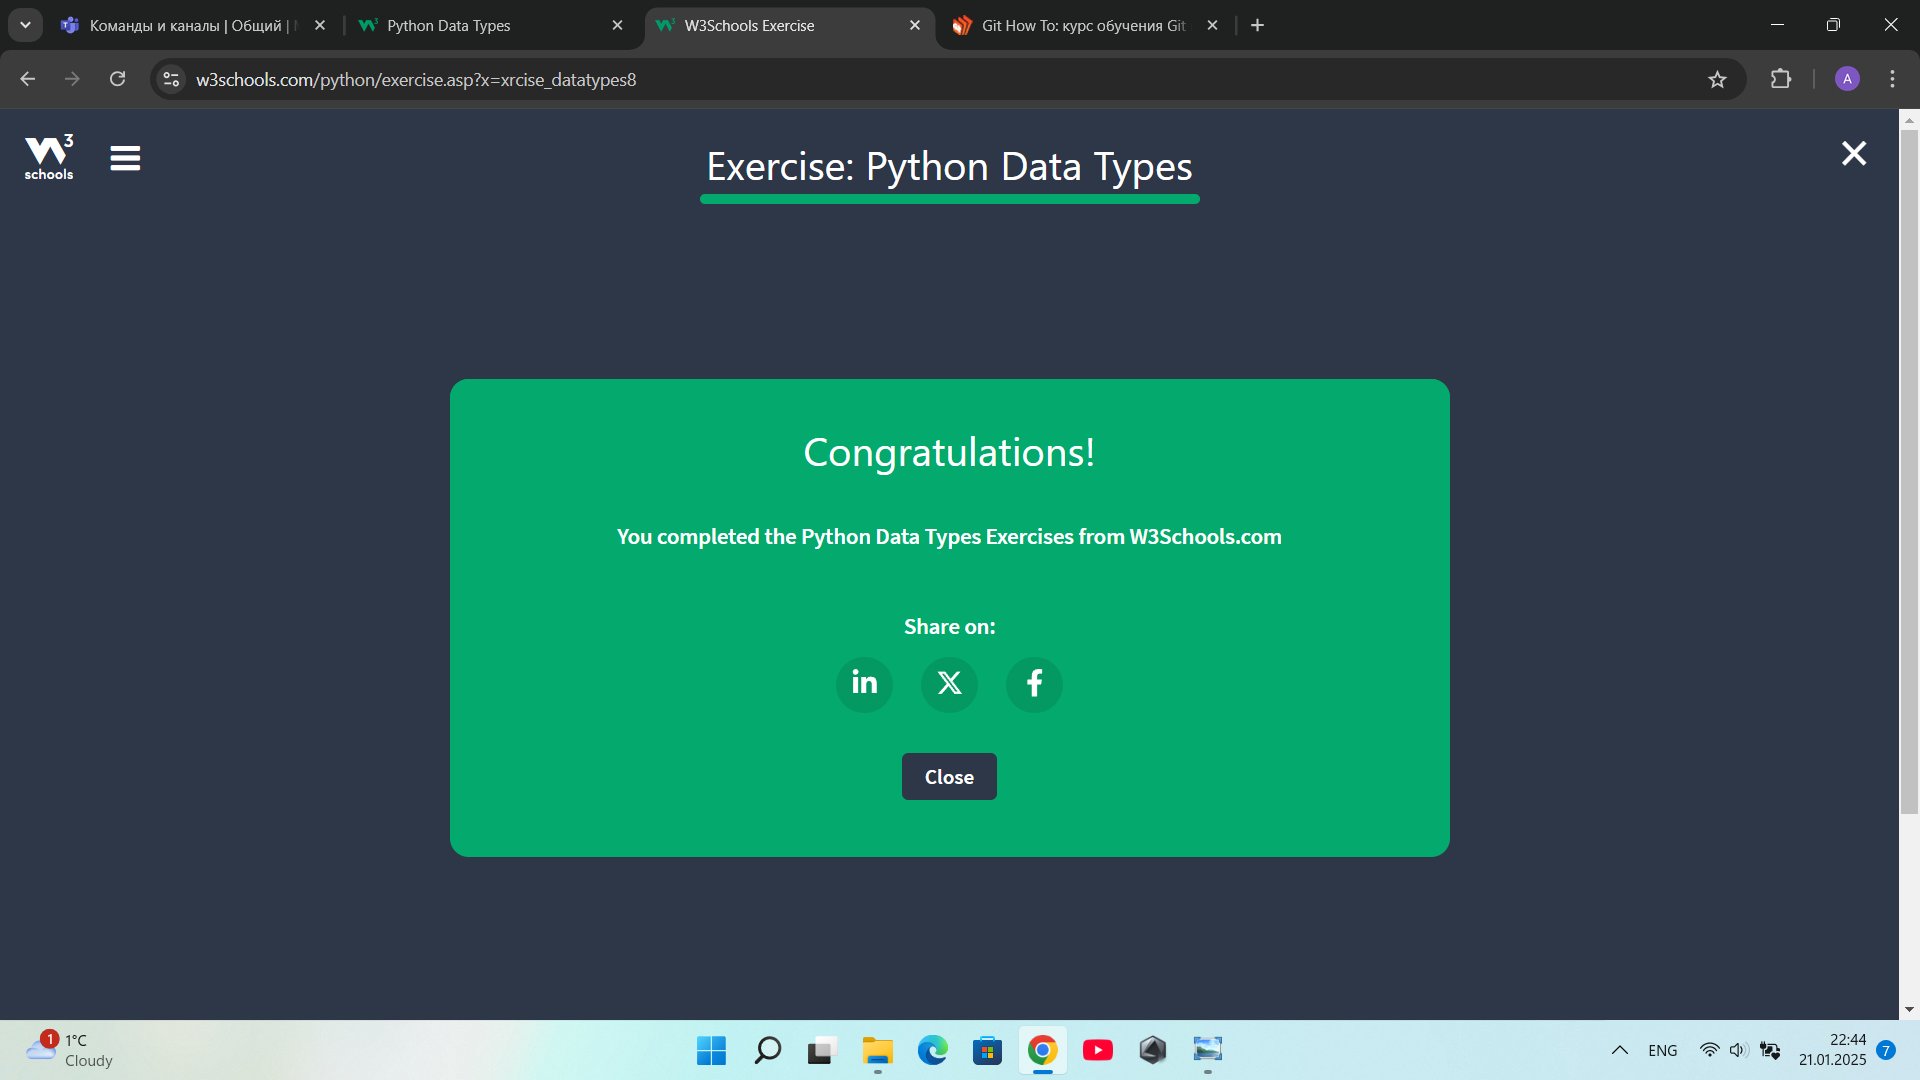 Команды и каналы | Общий |
Python Data Types
W3Schools Exercise
Git How To: курс обучения Git
w3schools.com/python/exercise.asp?x=xrcise_datatypes8
A
3
schools
Exercise: Python Data Types
Congratulations!
You completed the Python Data Types Exercises from W3Schools.com
Share on:
in X f
Close
1
1°C
Cloudy
ENG
22:44
21.01.2025
7